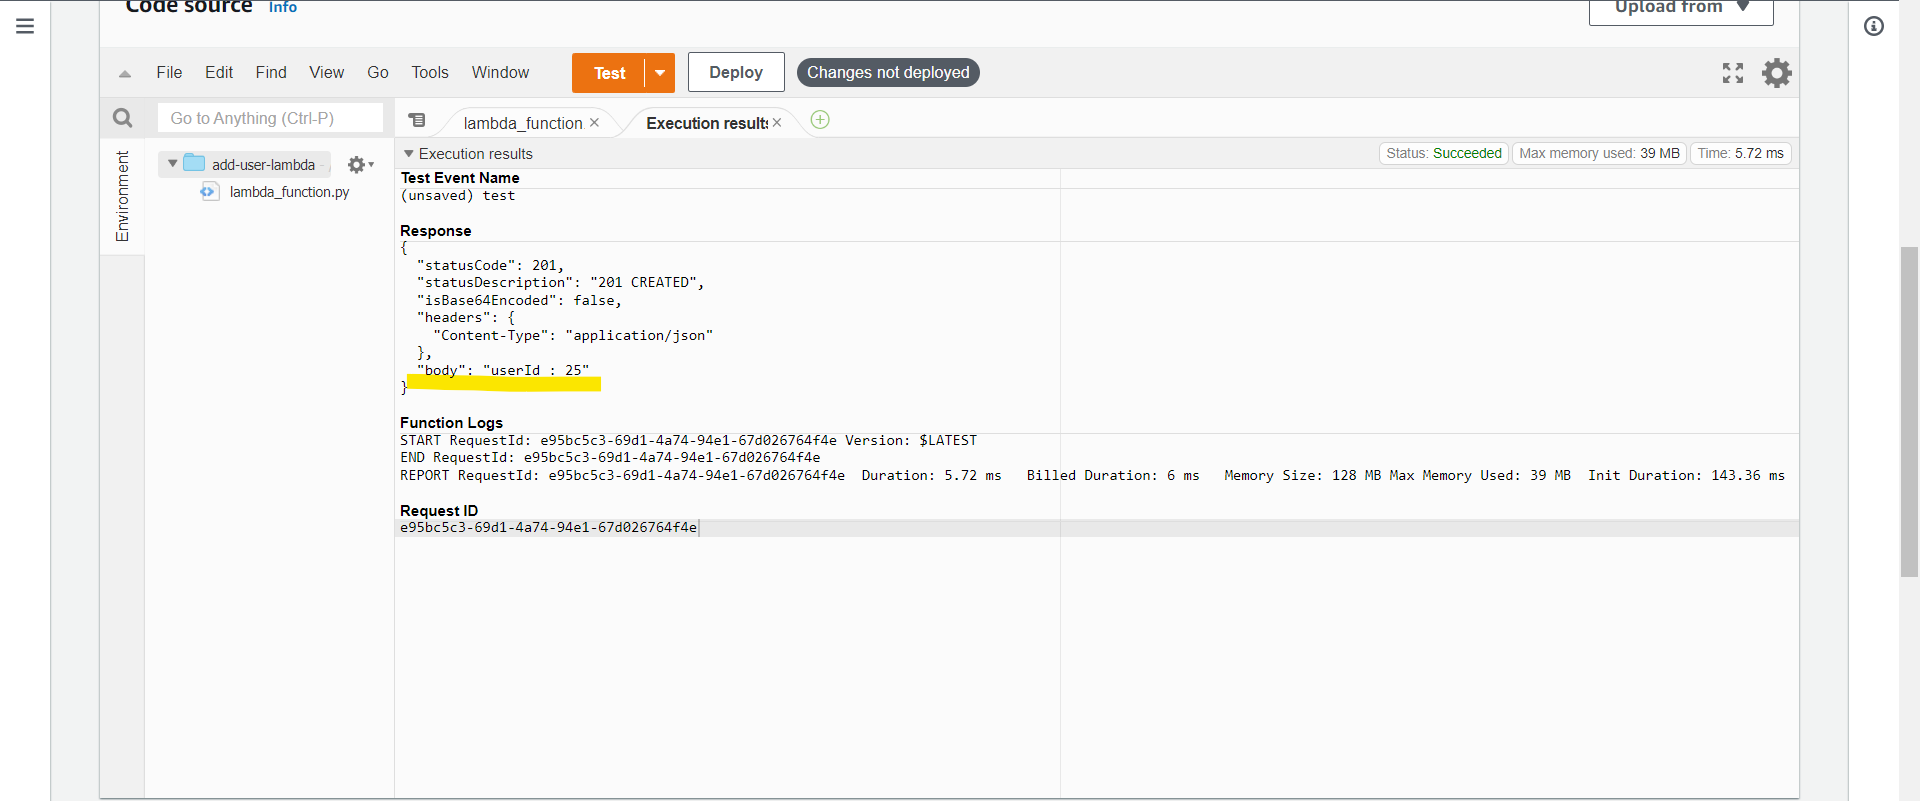 Code source Info
Upload from
File Edit Find View Go Tools Window Test Deploy Changes not deployed
Go to Anything (Ctrl-P)
lambda_function. Execution results
Environment
add-user-lambda -
lambda_function.py
Execution results Status: Succeeded Max memory used: 39 MB Time: 5.72 ms
Test Event Name
(unsaved) test
Response
{
"statusCode": 201,
"statusDescription": "201 CREATED",
"isBase64Encoded": false,
"headers": {
"Content-Type": "application/json"
},
"body": "userId : 25"
}
Function Logs
START RequestId: e95bc5c3-69d1-4a74-94e1-67d026764f4e Version: $LATEST
END RequestId: e95bc5c3-69d1-4a74-94e1-67d026764f4e
REPORT RequestId: e95bc5c3-69d1-4a74-94e1-67d026764f4e Duration: 5.72 ms Billed Duration: 6 ms Memory Size: 128 MB Max Memory Used: 39 MB Init Duration: 143.36 ms
Request ID
e95bc5c3-69d1-4a74-94e1-67d026764f4e